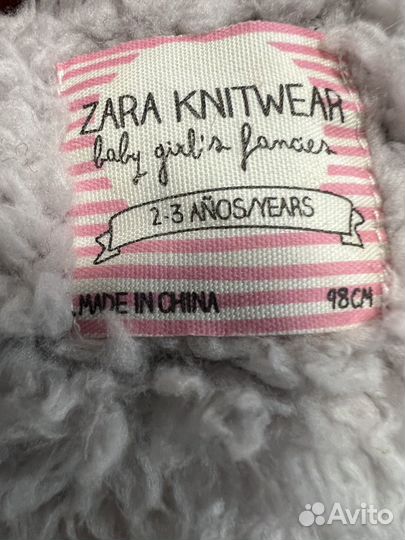 ZARA KNITWEAR
baby girl's fancies
2-3 AÑOS/YEARS
MADE IN CHINA 98CM
Avito